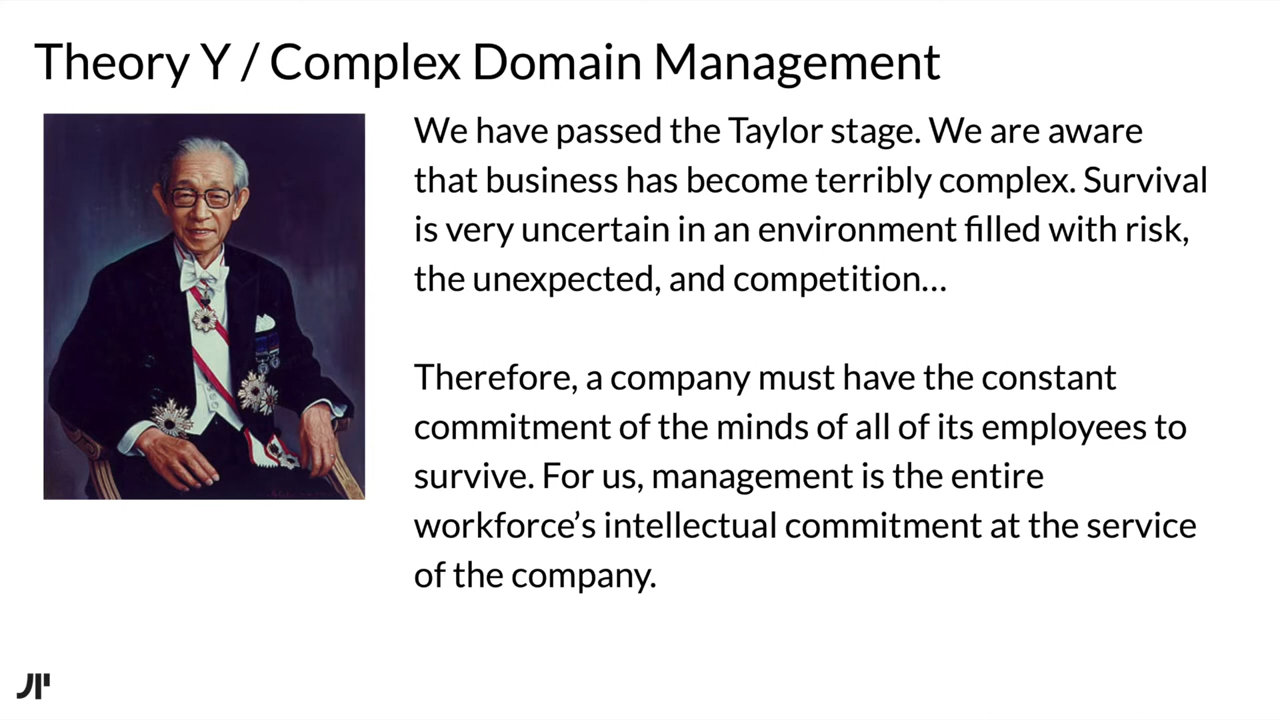 Theory Y / Complex Domain Management
We have passed the Taylor stage. We are aware
that business has become terribly complex. Survival
is very uncertain in an environment filled with risk,
the unexpected, and competition…
Therefore, a company must have the constant
commitment of the minds of all of its employees to
survive. For us, management is the entire
workforce’s intellectual commitment at the service
of the company.